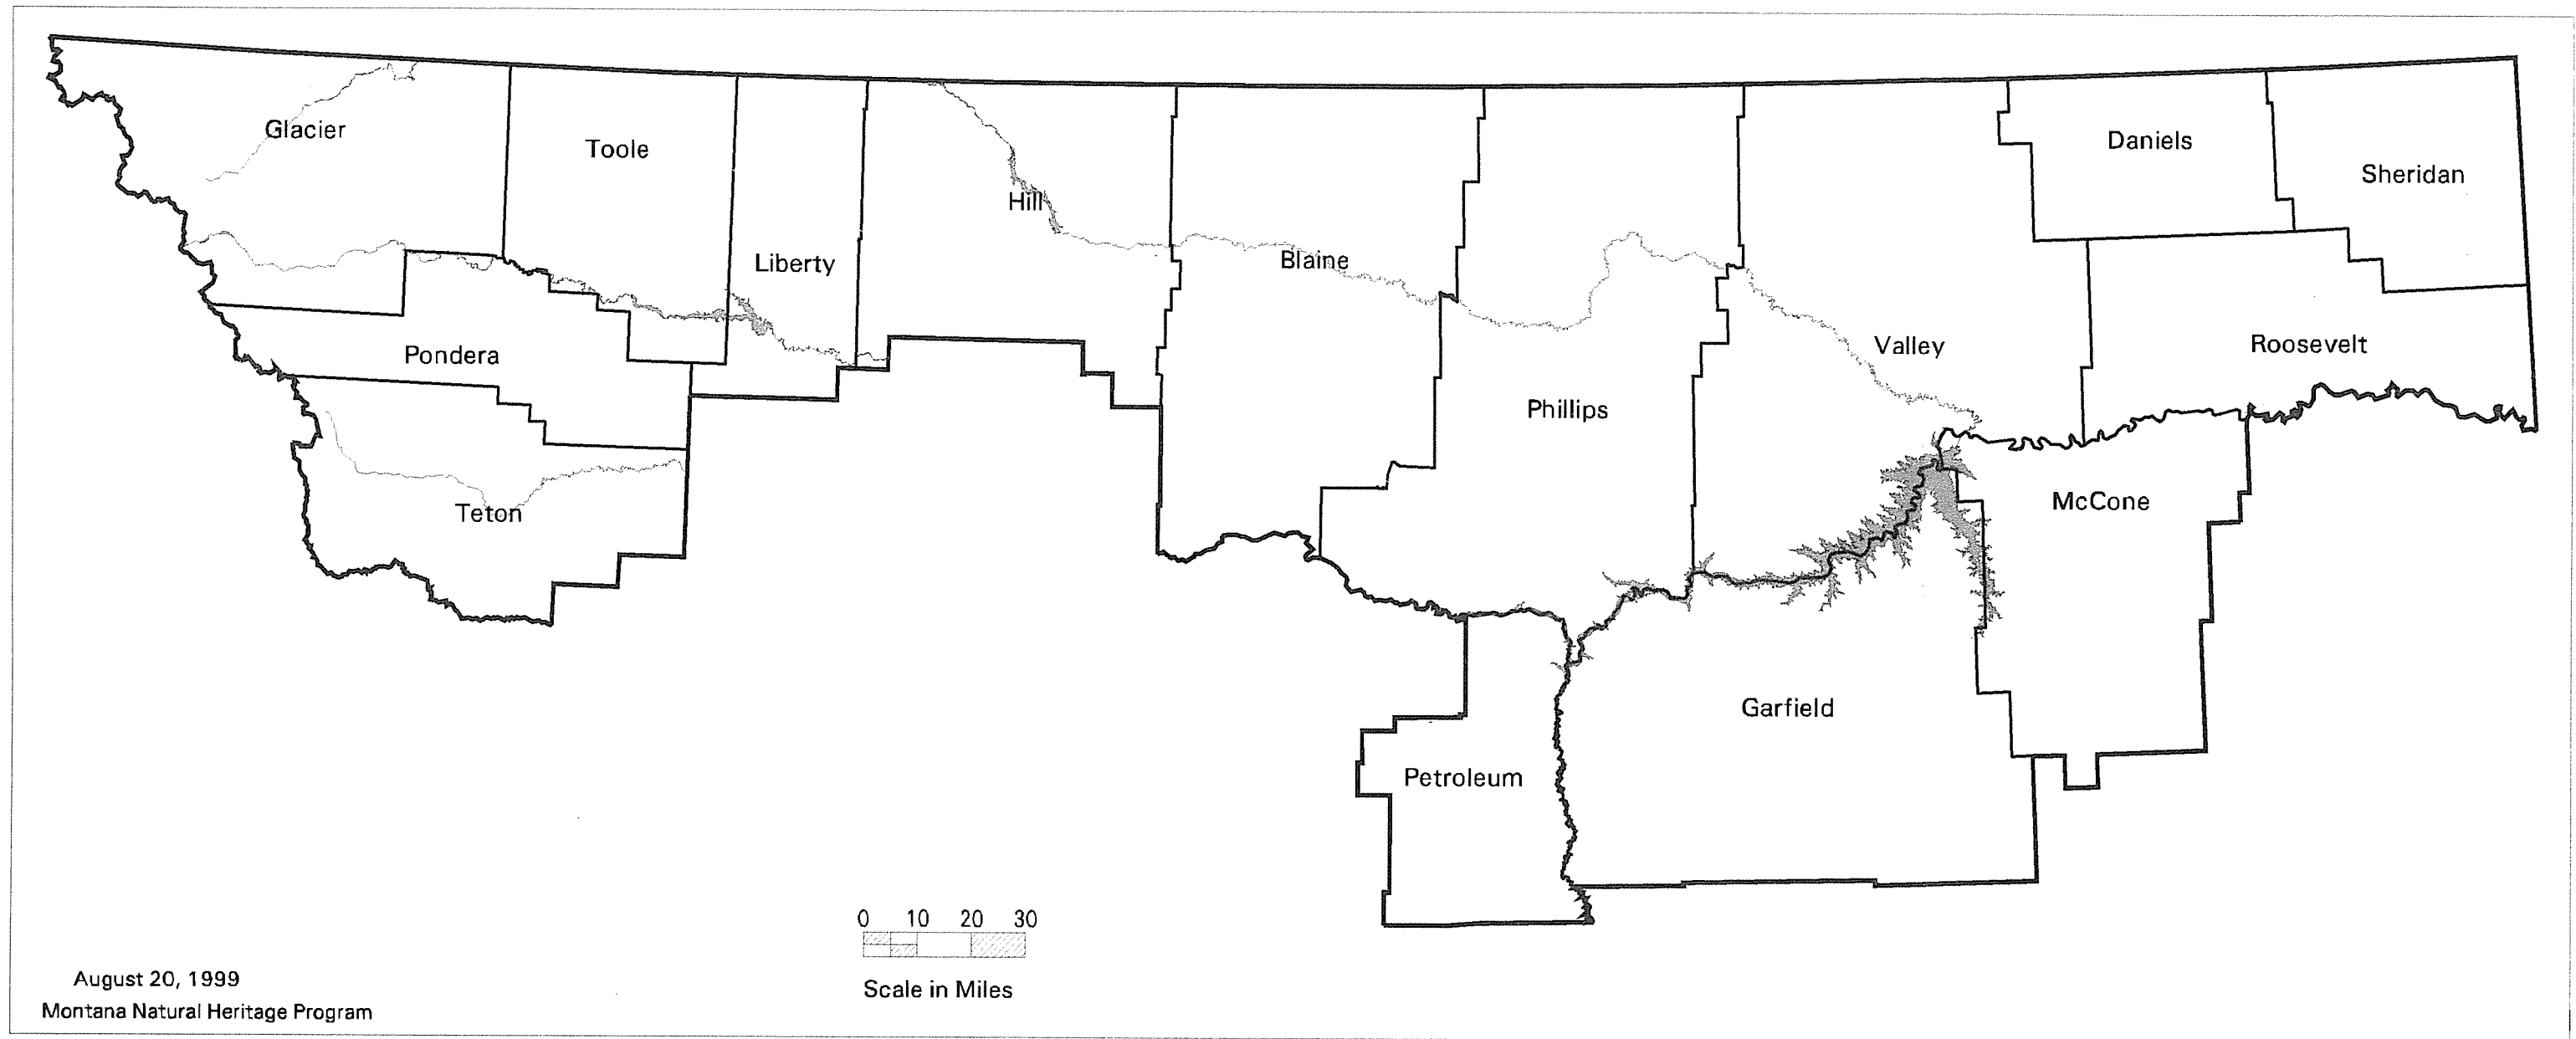 Glacier
Toole
Daniels
Sheridan
Hill
Liberty
Blaine
Pondera
Valley
Roosevelt
Phillips
Teton
McCone
Garfield
Petroleum
0 10 20 30
Scale in Miles
August 20, 1999
Montana Natural Heritage Program